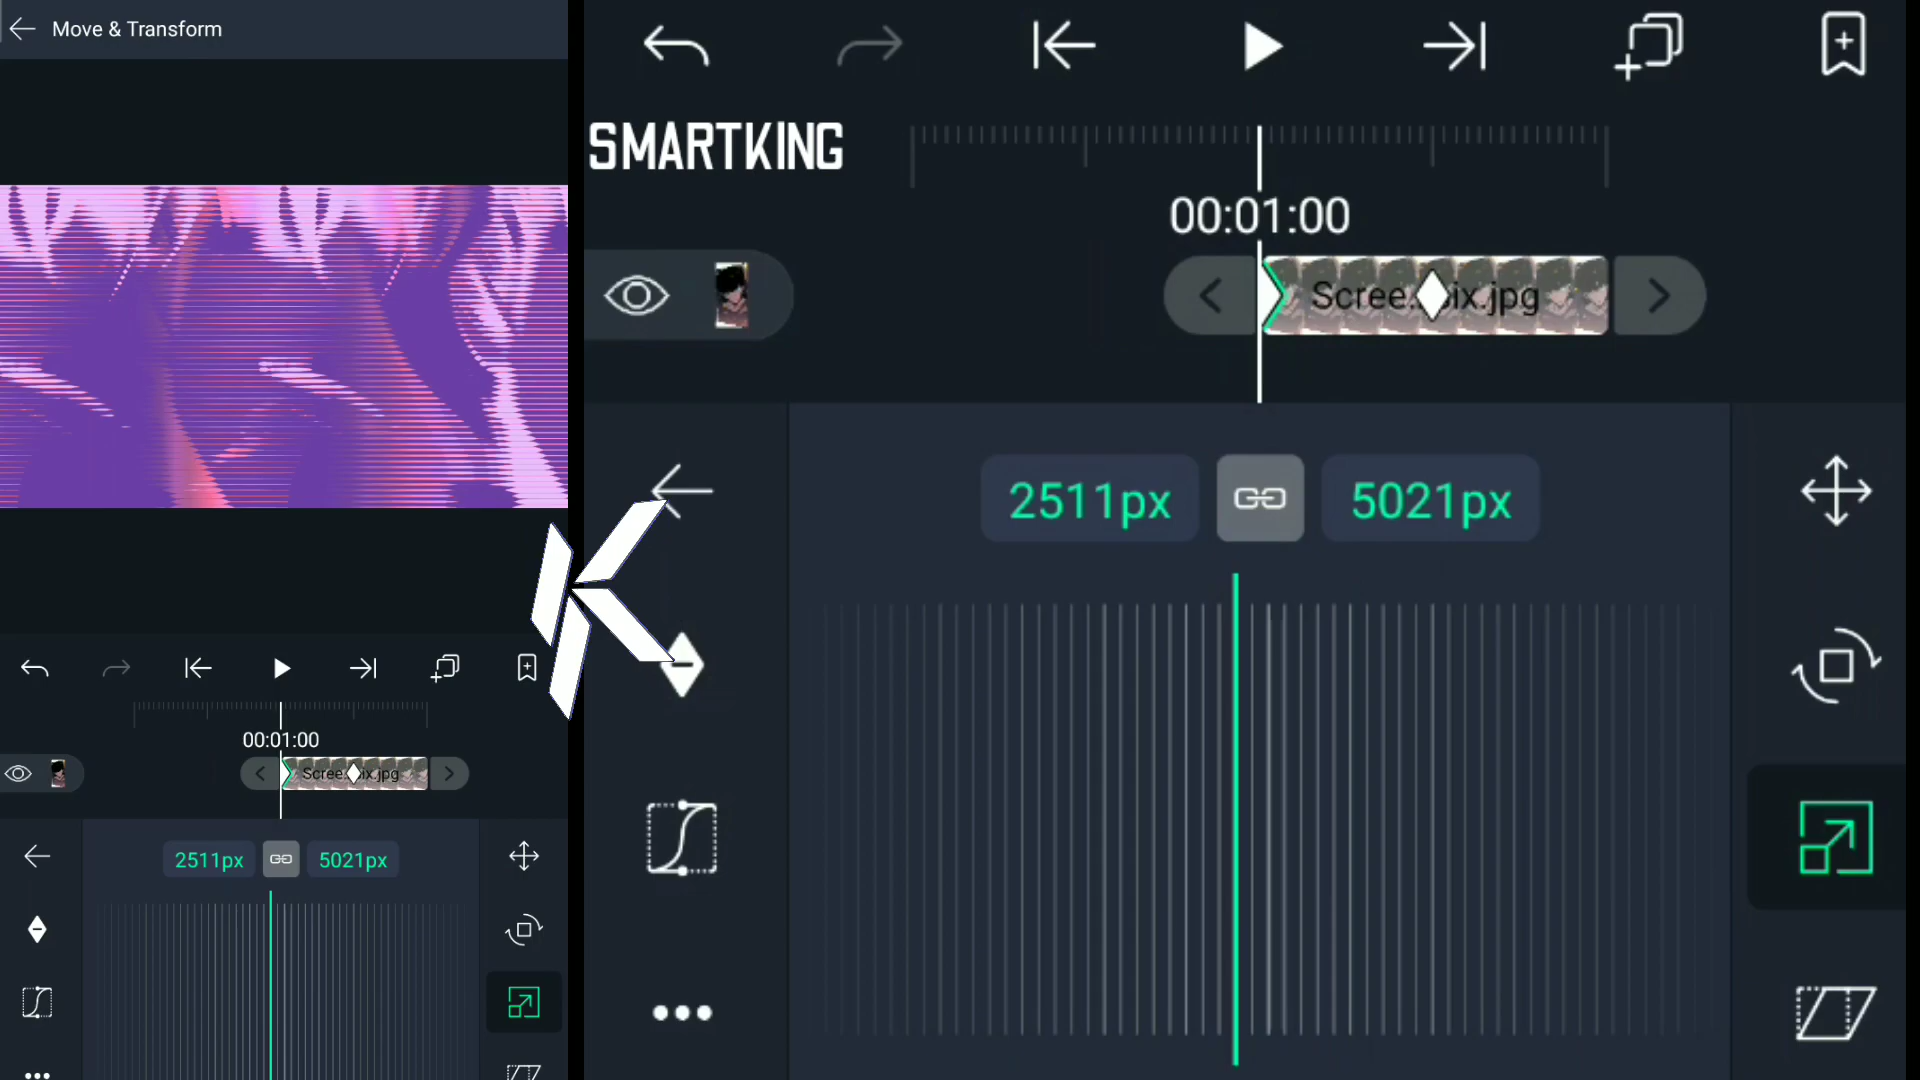 Move & Transform
00:01:00
Scree...ix.jpg
2511px
5021px
SMARTKING
00:01:00
Scree...ix.jpg
2511px
5021px